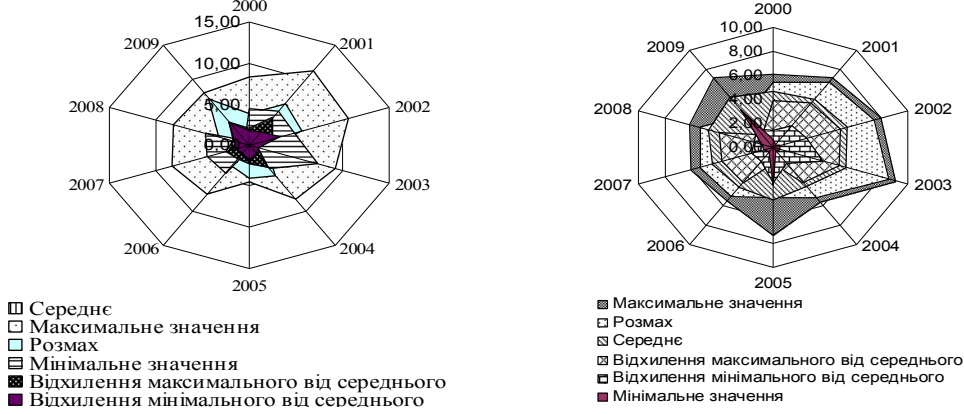 2000
15,00
10,00
5,00
0,00
2001
2002
2003
2004
2005
2006
2007
2008
2009
Середнє
Максимальне значення
Розмах
Мінімальне значення
Відхилення максимального від середнього
Відхилення мінімального від середнього
2000
10,00
8,00
6,00
4,00
2,00
0,00
2001
2002
2003
2004
2005
2006
2007
2008
2009
Максимальне значення
Розмах
Середнє
Відхилення максимального від середнього
Відхилення мінімального від середнього
Мінімальне значення